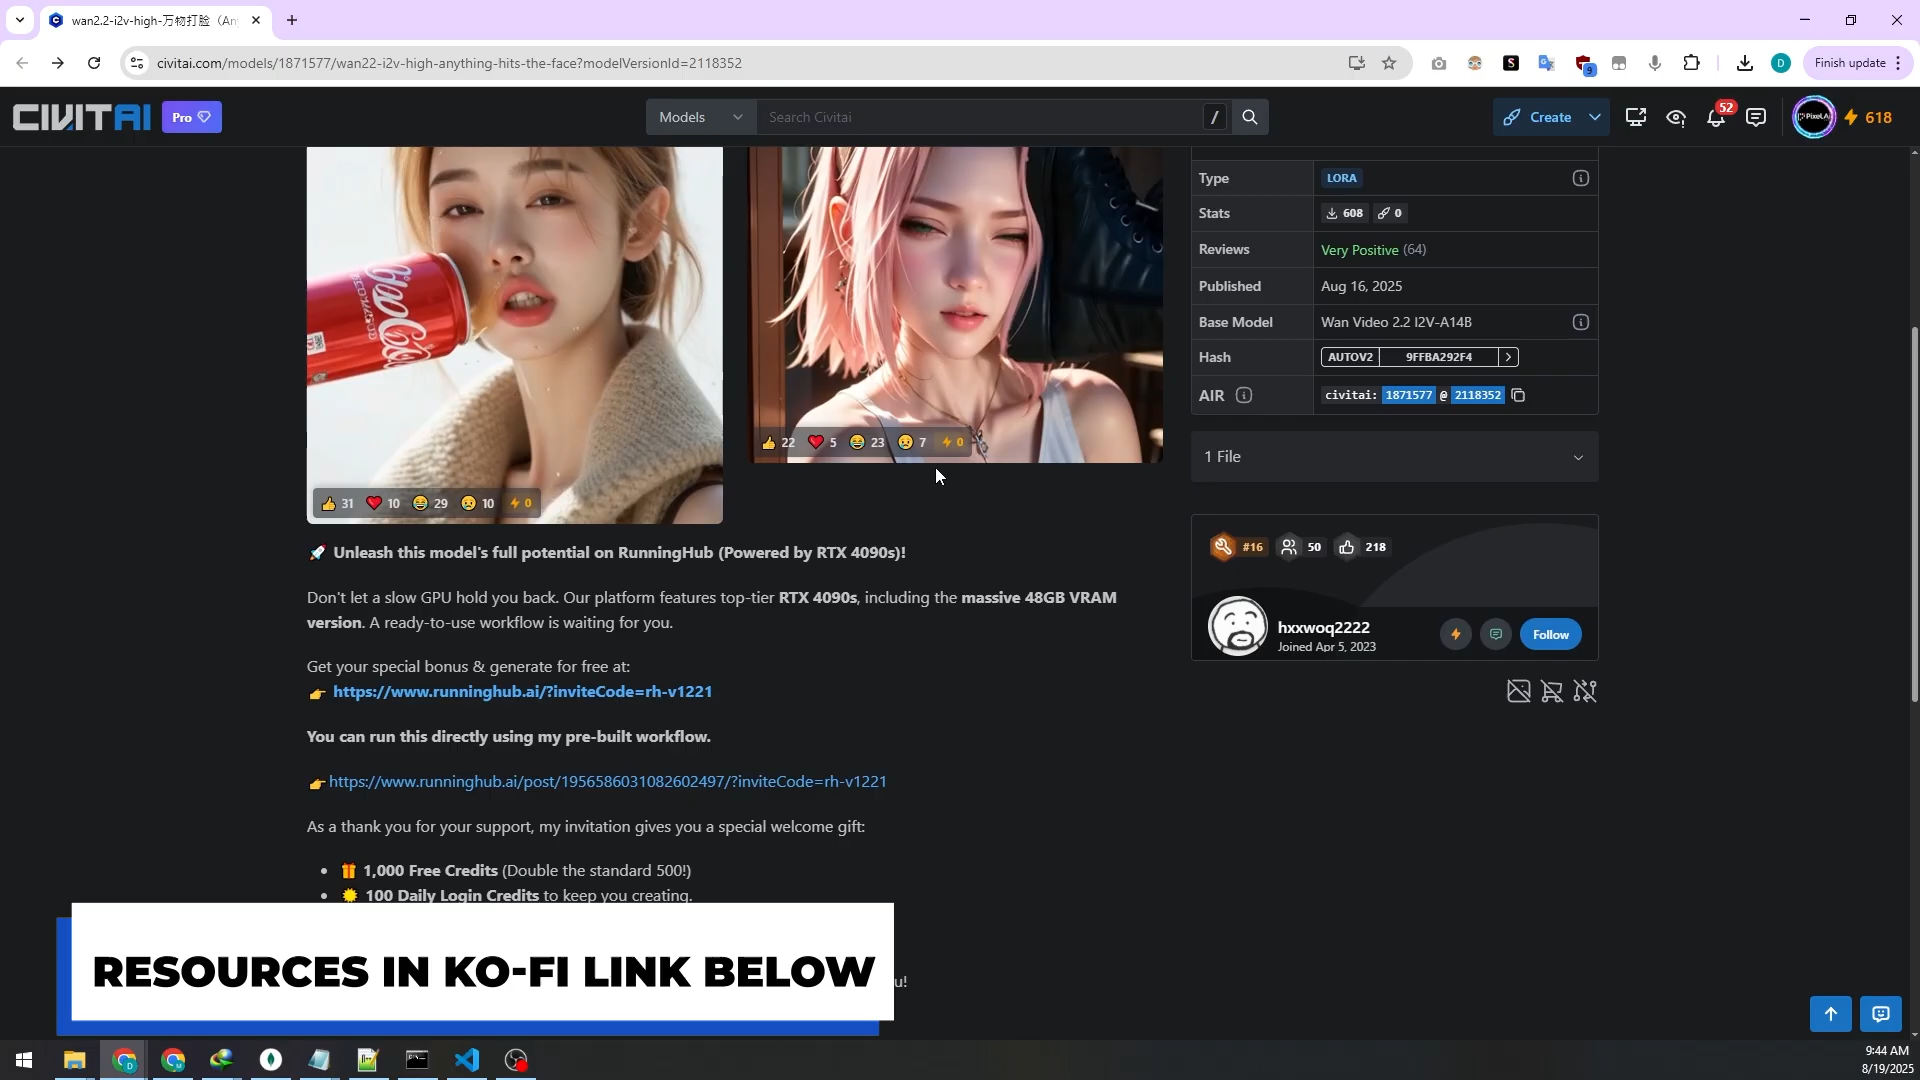 wan2.2-i2v-high-万物打脸 (An
civitai.com/models/1871577/wan22-i2v-high-anything-hits-the-face?modelVersionId=2118352
S
9
D
Finish update
CIVITAI
Pro
Models
Search Civitai
/
Create
52
618
Type
LORA
Stats
608
0
Reviews
Very Positive (64)
Published
Aug 16, 2025
Base Model
Wan Video 2.2 I2V-A14B
Hash
AUTOV2
9FFBA292F4
AIR
civitai: 1871577 @ 2118352
22 5 23 7 0
31 10 29 10 0
1 File
🚀 Unleash this model's full potential on RunningHub (Powered by RTX 4090s)!
Don't let a slow GPU hold you back. Our platform features top-tier RTX 4090s, including the massive 48GB VRAM
version. A ready-to-use workflow is waiting for you.
Get your special bonus & generate for free at:
👉 https://www.runninghub.ai/?inviteCode=rh-v1221
You can run this directly using my pre-built workflow.
👉 https://www.runninghub.ai/post/1956586031082602497/?inviteCode=rh-v1221
As a thank you for your support, my invitation gives you a special welcome gift:
• 🎁 1,000 Free Credits (Double the standard 500!)
• 🌟 100 Daily Login Credits to keep you creating.
u!
#16
50
218
hxxwoq2222
Joined Apr 5, 2023
Follow
RESOURCES IN KO-FI LINK BELOW
9:44 AM
8/19/2025